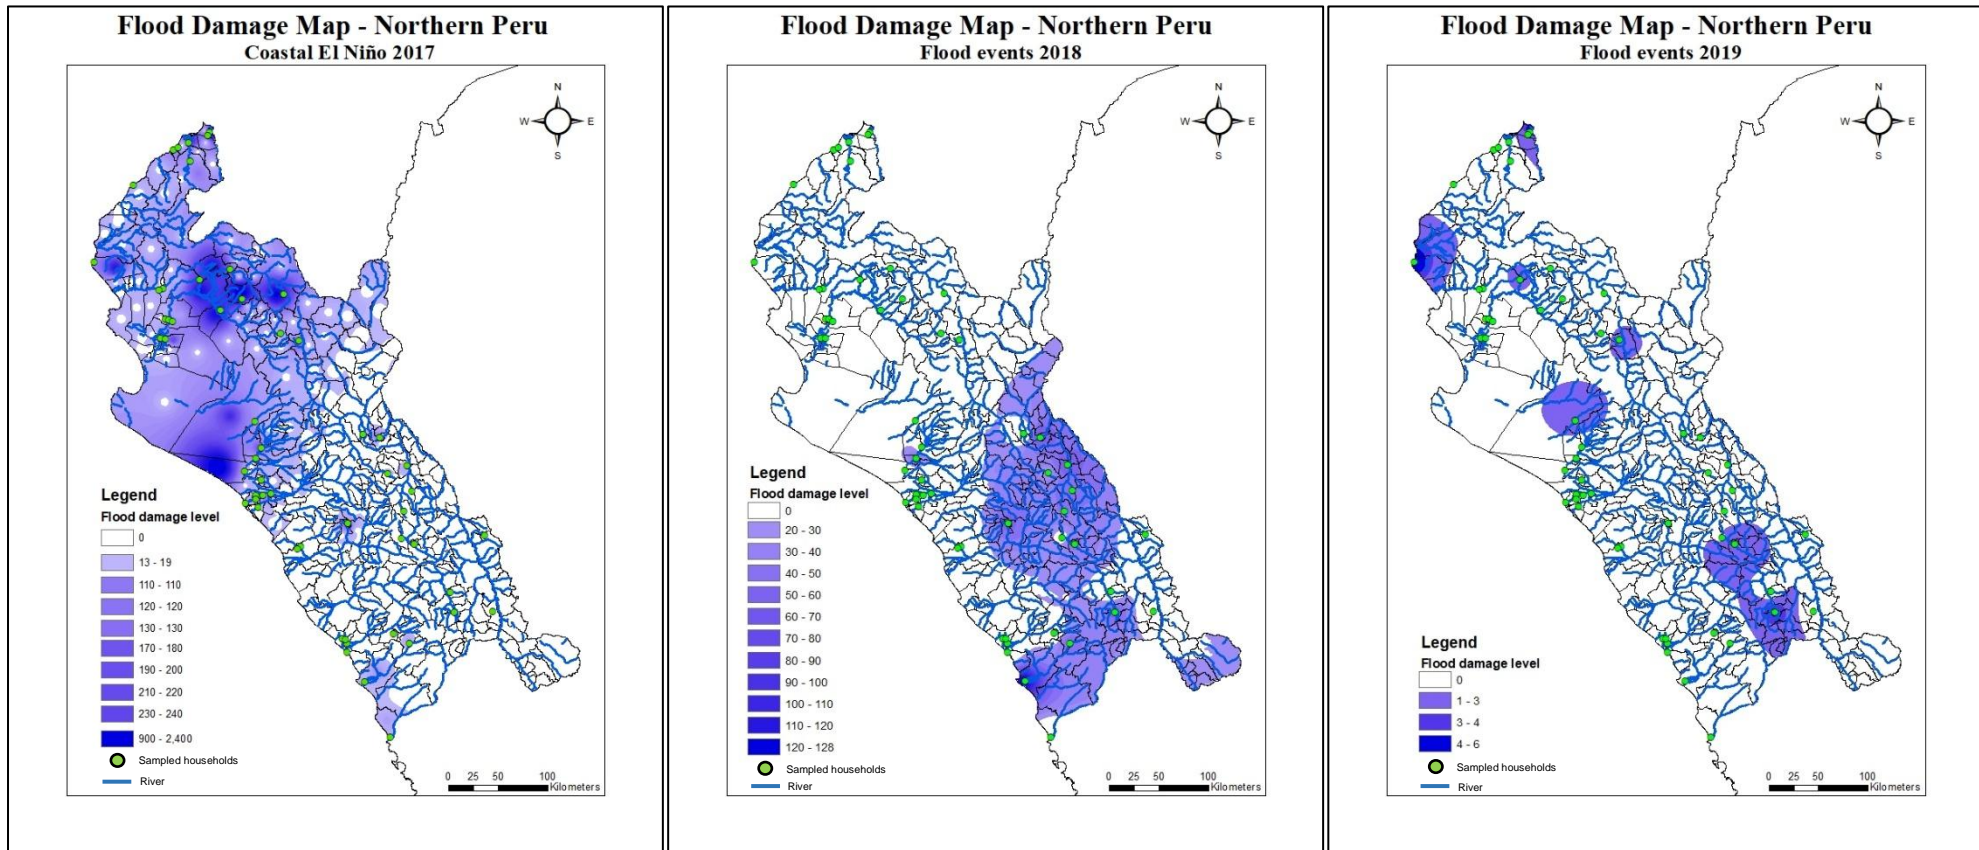 Flood Damage Map - Northern Peru
Coastal El Niño 2017
N
W
E
S
Legend
Flood damage level
0
13 - 19
110 - 110
120 - 120
130 - 130
170 - 180
190 - 200
210 - 220
230 - 240
900 - 2,400
Sampled households
River
0 25 50 100
Kilometers
Flood Damage Map - Northern Peru
Flood events 2018
N
W
E
S
Legend
Flood damage level
0
20 - 30
30 - 40
40 - 50
50 - 60
60 - 70
70 - 80
80 - 90
90 - 100
100 - 110
110 - 120
120 - 128
Sampled households
River
0 25 50 100
Kilometers
Flood Damage Map - Northern Peru
Flood events 2019
N
W
E
S
Legend
Flood damage level
0
1 - 3
3 - 4
4 - 6
Sampled households
River
0 25 50 100
Kilometers